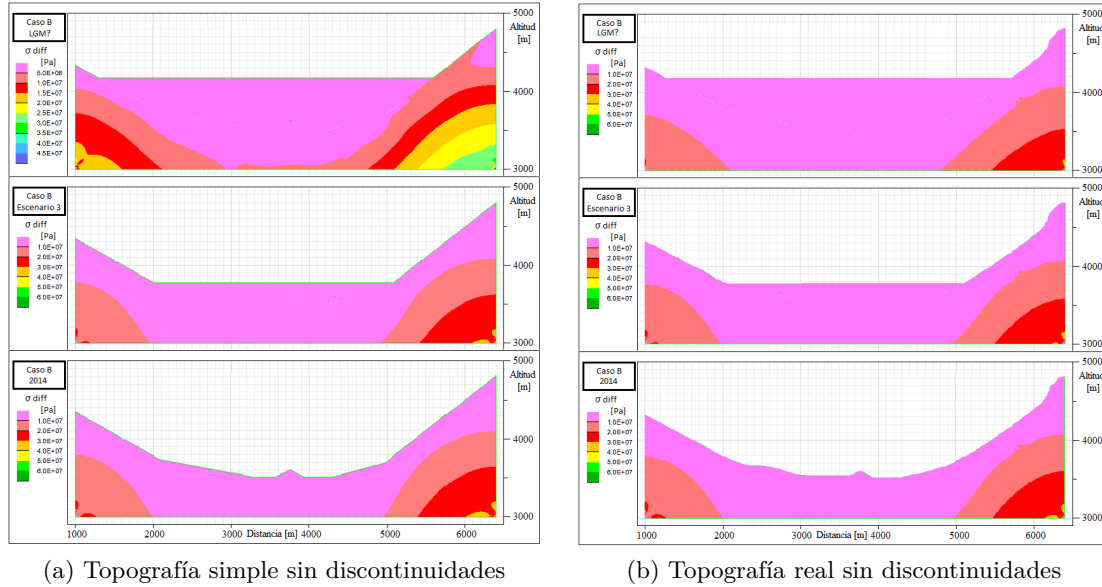 Caso B
LGM?
σ diff
[Pa]
5.0E+06
1.0E+07
1.5E+07
2.0E+07
2.5E+07
3.0E+07
3.5E+07
4.0E+07
4.5E+07
5000
Altitud
[m]
4000
3000
Caso B
Escenario 3
σ diff
[Pa]
1.0E+07
2.0E+07
3.0E+07
4.0E+07
5.0E+07
6.0E+07
5000
Altitud
[m]
4000
3000
Caso B
2014
σ diff
[Pa]
1.0E+07
2.0E+07
3.0E+07
4.0E+07
5.0E+07
6.0E+07
5000
Altitud
[m]
4000
3000
1000 2000 3000 Distancia [m] 4000 5000 6000
(a) Topografía simple sin discontinuidades
Caso B
LGM?
σ diff
[Pa]
1.0E+07
2.0E+07
3.0E+07
4.0E+07
5.0E+07
6.0E+07
5000
Altitud
[m]
4000
3000
Caso B
Escenario 3
σ diff
[Pa]
1.0E+07
2.0E+07
3.0E+07
4.0E+07
5.0E+07
6.0E+07
5000
Altitud
[m]
4000
3000
Caso B
2014
σ diff
[Pa]
1.0E+07
2.0E+07
3.0E+07
4.0E+07
5.0E+07
6.0E+07
5000
Altitud
[m]
4000
3000
1000 2000 3000 Distancia [m] 4000 5000 6000
(b) Topografía real sin discontinuidades